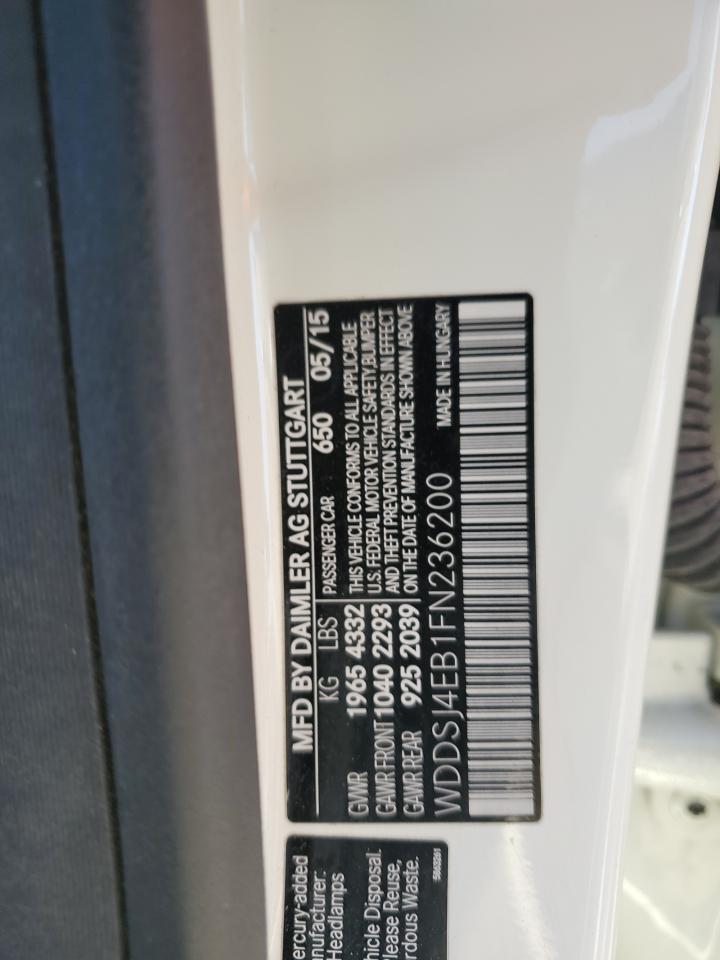 MFD BY DAIMLER AG STUTTGART
KG LBS PASSENGER CAR 650 05/15
GVWR 1965 4332 THIS VEHICLE CONFORMS TO ALL APPLICABLE
U.S. FEDERAL MOTOR VEHICLE SAFETY, BUMPER
GAWR FRONT 1040 2293 AND THEFT PREVENTION STANDARDS IN EFFECT
GAWR REAR 925 2039 ON THE DATE OF MANUFACTURE SHOWN ABOVE
WDDSJ4EB1FN236200 MADE IN HUNGARY
ercury-added
nufacturer:
Headlamps
hicle Disposal.
lease Reuse,
rdous Waste.
5863261